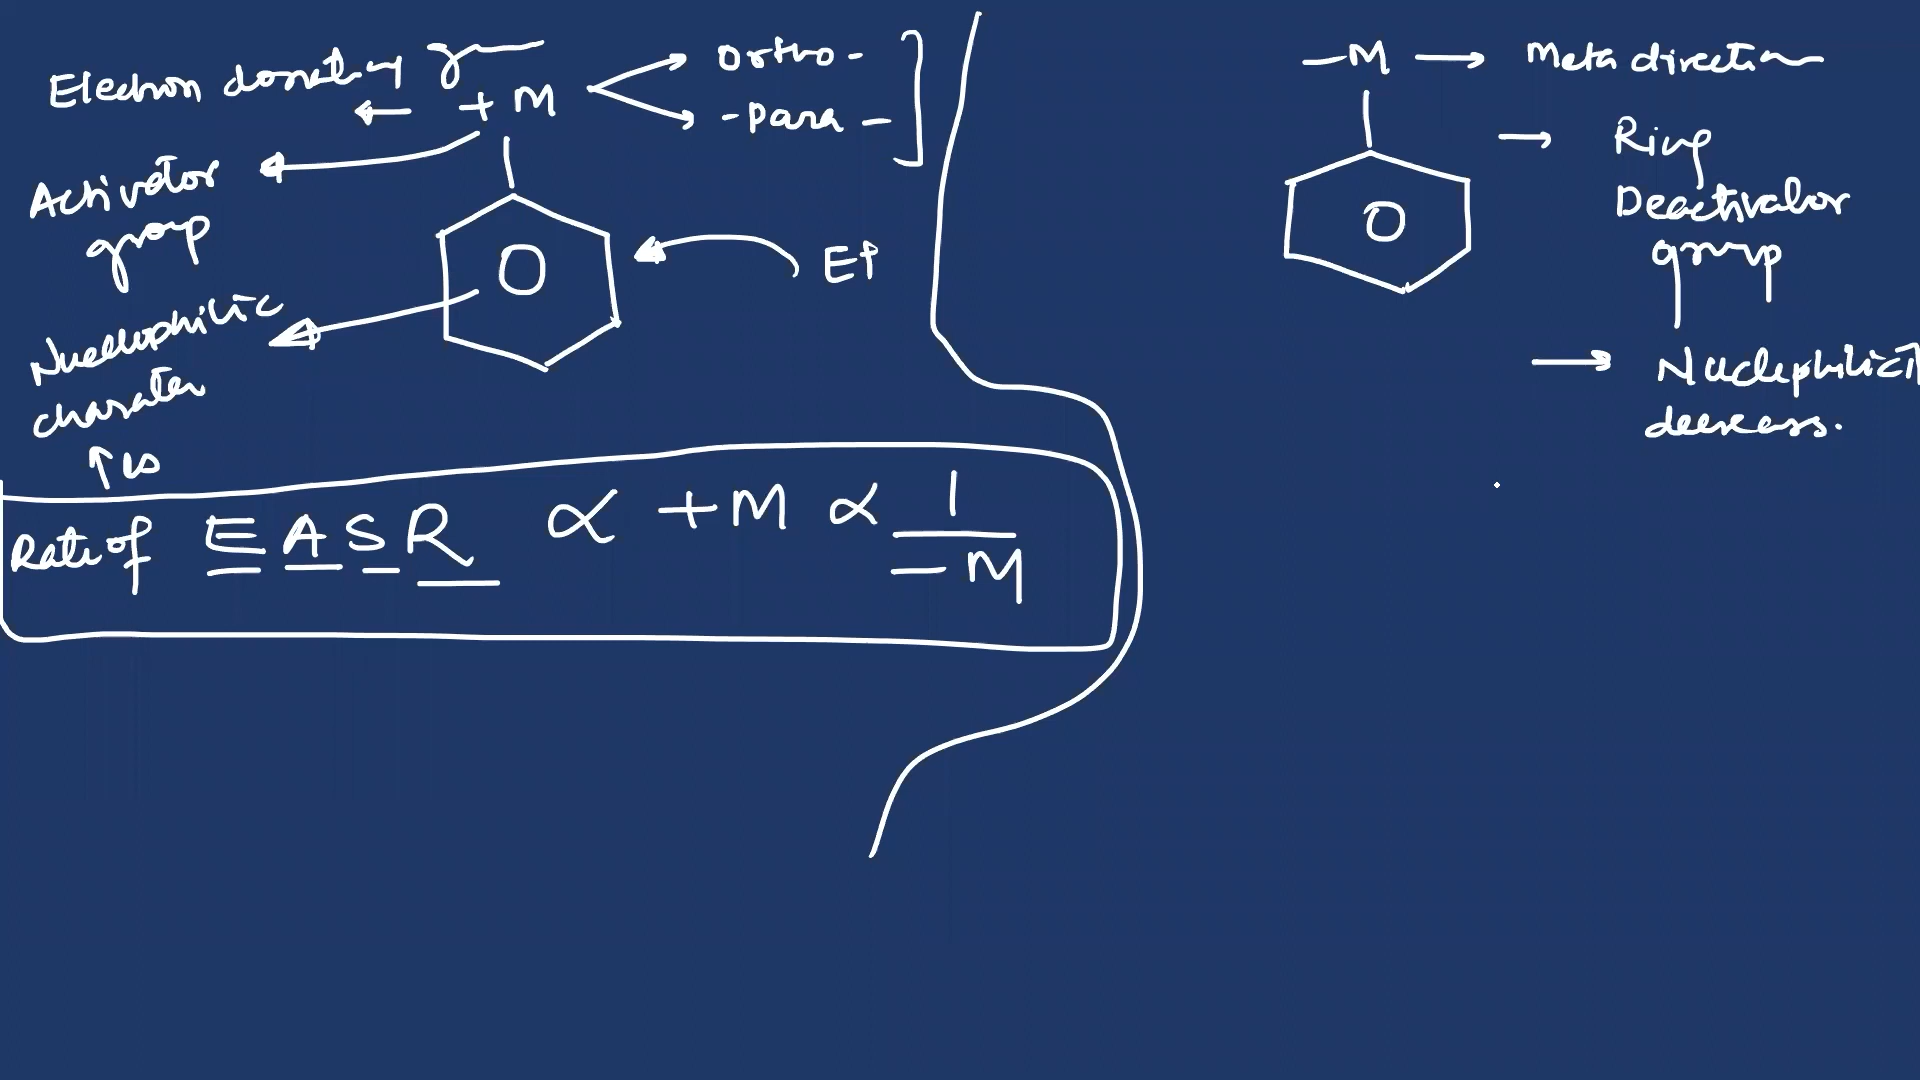 Electron donating gr
+M
Ortho-
-para-
Activator
group
O
E+
Nucleophilic
character
↑ es
Rate of EASR ∝ +M ∝ 1/-M
-M → Meta direction
→ Ring
Deactivator
group
O
→ Nucleophilicity
decreass.